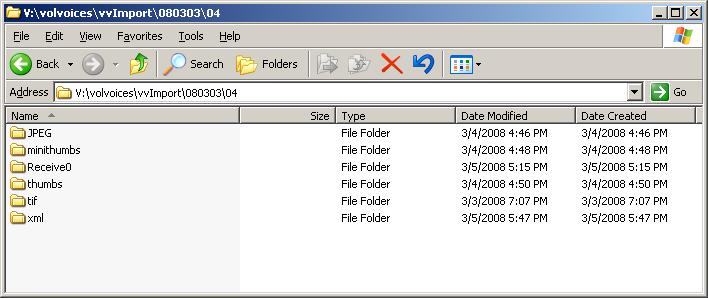 V:\volvoices\vvImport\080303\04
File Edit View Favorites Tools Help
Back Search Folders
Address V:\volvoices\vvImport\080303\04 Go
Name Size Type Date Modified Date Created
JPEG File Folder 3/4/2008 4:46 PM 3/4/2008 4:46 PM
minithumbs File Folder 3/4/2008 4:48 PM 3/4/2008 4:48 PM
Receive0 File Folder 3/5/2008 5:15 PM 3/5/2008 5:15 PM
thumbs File Folder 3/4/2008 4:50 PM 3/4/2008 4:50 PM
tif File Folder 3/3/2008 7:07 PM 3/3/2008 7:07 PM
xml File Folder 3/5/2008 5:47 PM 3/5/2008 5:47 PM